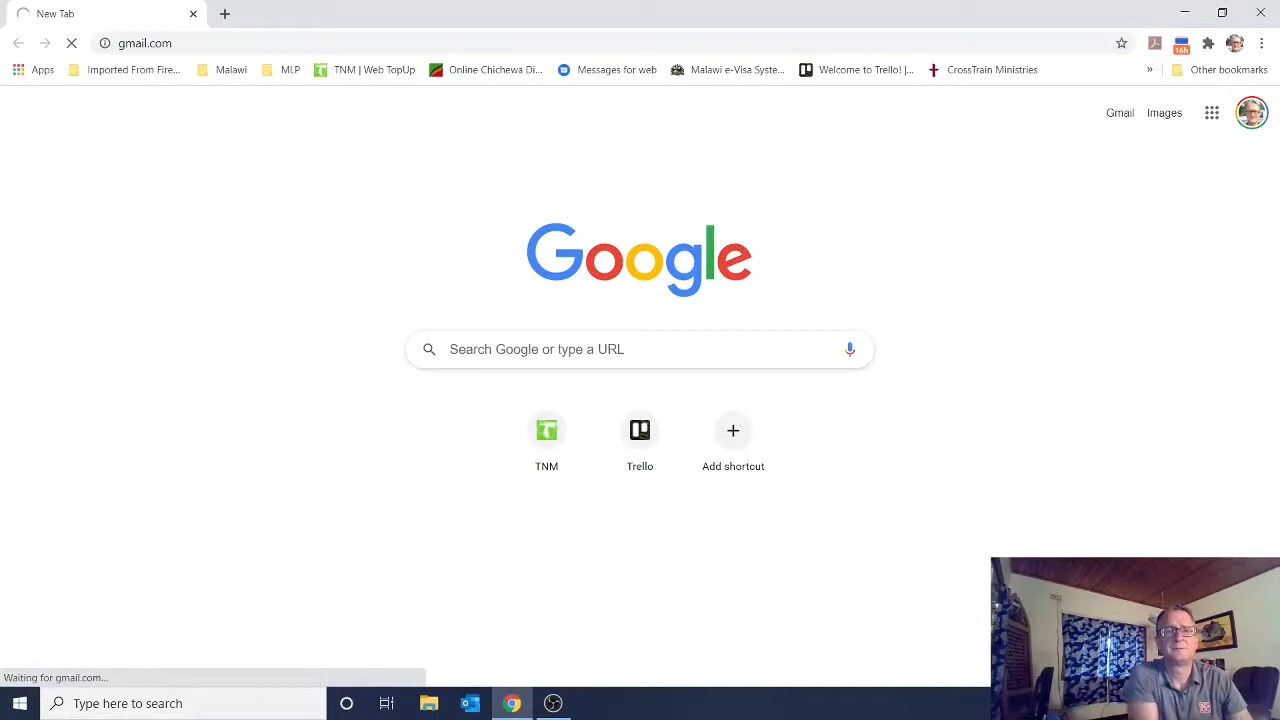 New Tab
gmail.com
16h
Apps Imported From Fire... Malawi MLP TNM | Web TopUp Online Chichewa Di... Messages for web Malawi e-Visa Syste... Welcome to Trello! |... CrossTrain Ministries » Other bookmarks
Gmail Images
Google
Search Google or type a URL
TNM Trello Add shortcut
Waiting for gmail.com...
Type here to search